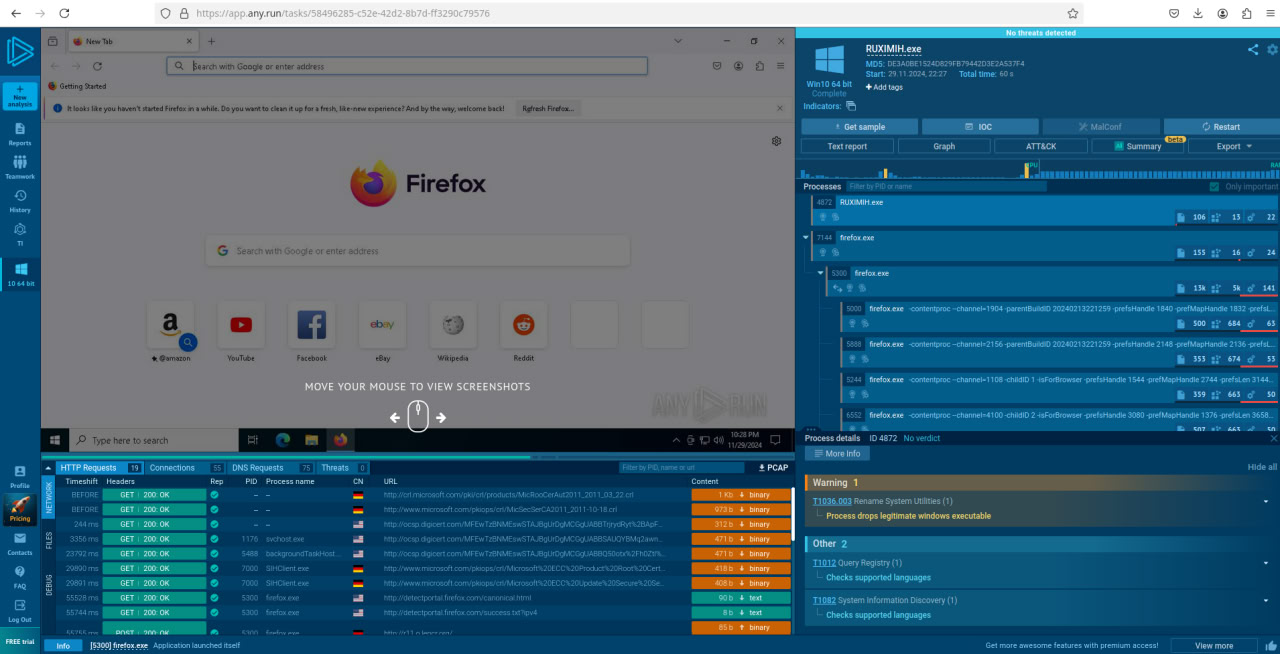 https://app.any.run/tasks/58496285-c52e-42d2-8b7d-ff3290c79576
New analysis
Reports
Teamwork
History
TI
10 64 bit
Profile
Pricing
Contacts
FAQ
Log Out
FREE trial
New Tab
Search with Google or enter address
Getting Started
It looks like you haven't started Firefox in a while. Do you want to clean it up for a fresh, like-new experience? And by the way, welcome back!
Refresh Firefox...
Firefox
Search with Google or enter address
@amazon
YouTube
Facebook
eBay
Wikipedia
Reddit
MOVE YOUR MOUSE TO VIEW SCREENSHOTS
ANY RUN
Type here to search
10:28 PM
11/29/2024
HTTP Requests 19 Connections 55 DNS Requests 75 Threats 0 Filter by PID, name or url PCAP
NETWORK
FILES
DEBUG
Timeshift Headers Rep PID Process name CN URL Content
BEFORE GET 200: OK – – http://crl.microsoft.com/pki/crl/products/MicRooCerAut2011_2011_03_22.crl 1 Kb binary
BEFORE GET 200: OK – – http://www.microsoft.com/pkiops/crl/MicSecSerCA2011_2011-10-18.crl 973 b binary
244 ms GET 200: OK – – 312 b binary
3356 ms GET 200: OK 1176 svchost.exe 471 b binary
23792 ms GET 200: OK 5488 backgroundTaskHost... 471 b binary
29890 ms GET 200: OK 7000 SIHClient.exe http://www.microsoft.com/pkiops/crl/Microsoft%20ECC%20Product%20Root%20Cert... 418 b binary
29891 ms GET 200: OK 7000 SIHClient.exe http://www.microsoft.com/pkiops/crl/Microsoft%20ECC%20Update%20Secure%20Se... 408 b binary
55528 ms GET 200: OK 5300 firefox.exe http://detectportal.firefox.com/canonical.html 90 b text
55744 ms GET 200: OK 5300 firefox.exe http://detectportal.firefox.com/success.txt?ipv4 8 b text
55755 ms POST 200: OK 5300 firefox.exe 85 b binary
Info [5300] firefox.exe Application launched itself
Get more awesome features with premium access! View more
No threats detected
Win10 64 bit
Complete
RUXIMIH.exe
MD5: DE3A0BE1524D829FB79442D3E2A537F4
Start: 29.11.2024, 22:27 Total time: 60 s
Add tags
Indicators:
Get sample IOC MalConf Restart
Text report Graph ATT&CK Summary beta Export
CPU RAM
Processes Filter by PID or name Only important
4872 RUXIMIH.exe
106 13 22
7144 firefox.exe
155 16 24
5300 firefox.exe
13k 5k 141
5000 firefox.exe -contentproc --channel=1904 -parentBuildID 20240213221259 -prefsHandle 1840 -prefMapHandle 1832 -prefsL...
500 684 63
5888 firefox.exe -contentproc --channel=2156 -parentBuildID 20240213221259 -prefsHandle 2148 -prefMapHandle 2136 -prefsL...
353 674 53
5244 firefox.exe -contentproc --channel=1108 -childID 1 -isForBrowser -prefsHandle 1544 -prefMapHandle 2744 -prefsLen 3144...
359 663 50
6552 firefox.exe -contentproc --channel=4100 -childID 2 -isForBrowser -prefsHandle 3080 -prefMapHandle 1376 -prefsLen 3658...
507 663 50
Process details ID 4872 No verdict
More Info
Hide all
Warning 1
T1036.003 Rename System Utilities (1)
Process drops legitimate windows executable
Other 2
T1012 Query Registry (1)
Checks supported languages
T1082 System Information Discovery (1)
Checks supported languages